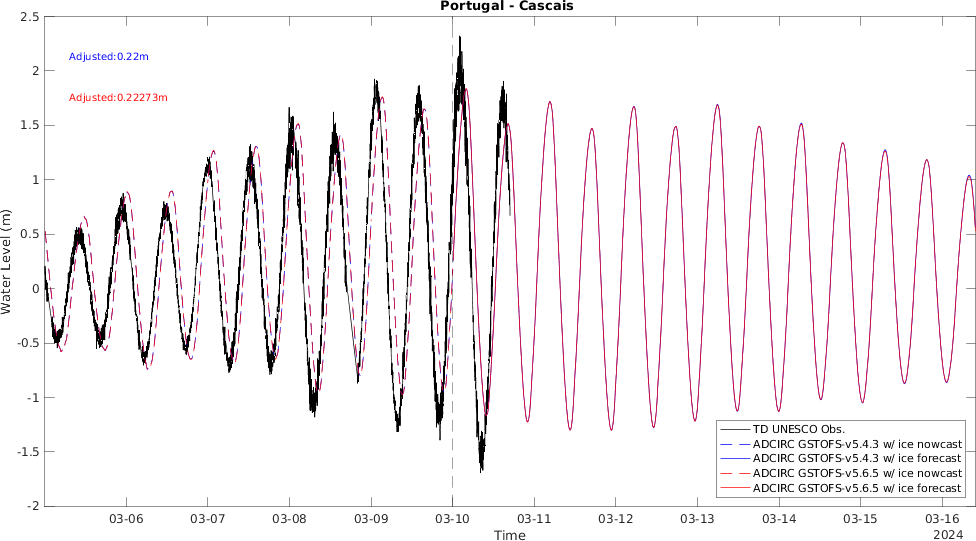 Portugal - Cascais
Adjusted:0.22m
Adjusted:0.22273m
Water Level (m)
2.5
2
1.5
1
0.5
0
-0.5
-1
-1.5
-2
TD UNESCO Obs.
ADCIRC GSTOFS-v5.4.3 w/ ice nowcast
ADCIRC GSTOFS-v5.4.3 w/ ice forecast
ADCIRC GSTOFS-v5.6.5 w/ ice nowcast
ADCIRC GSTOFS-v5.6.5 w/ ice forecast
03-06 03-07 03-08 03-09 03-10 03-11 03-12 03-13 03-14 03-15 03-16
Time
2024